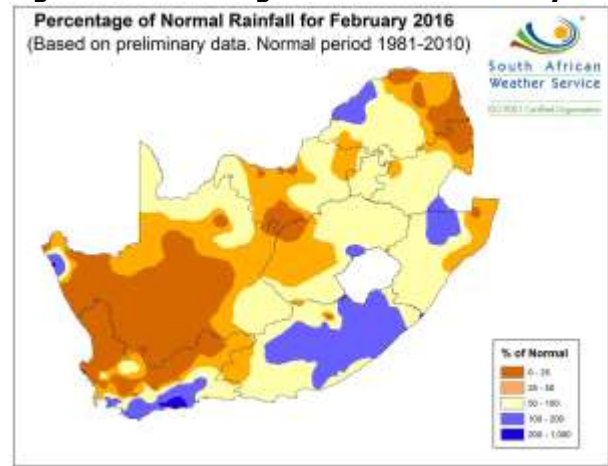 Percentage of Normal Rainfall for February 2016
(Based on preliminary data. Normal period 1981-2010)
South African
Weather Service
% of Normal
0 - 25
25 - 50
50 - 100
100 - 200
200 - 1,000